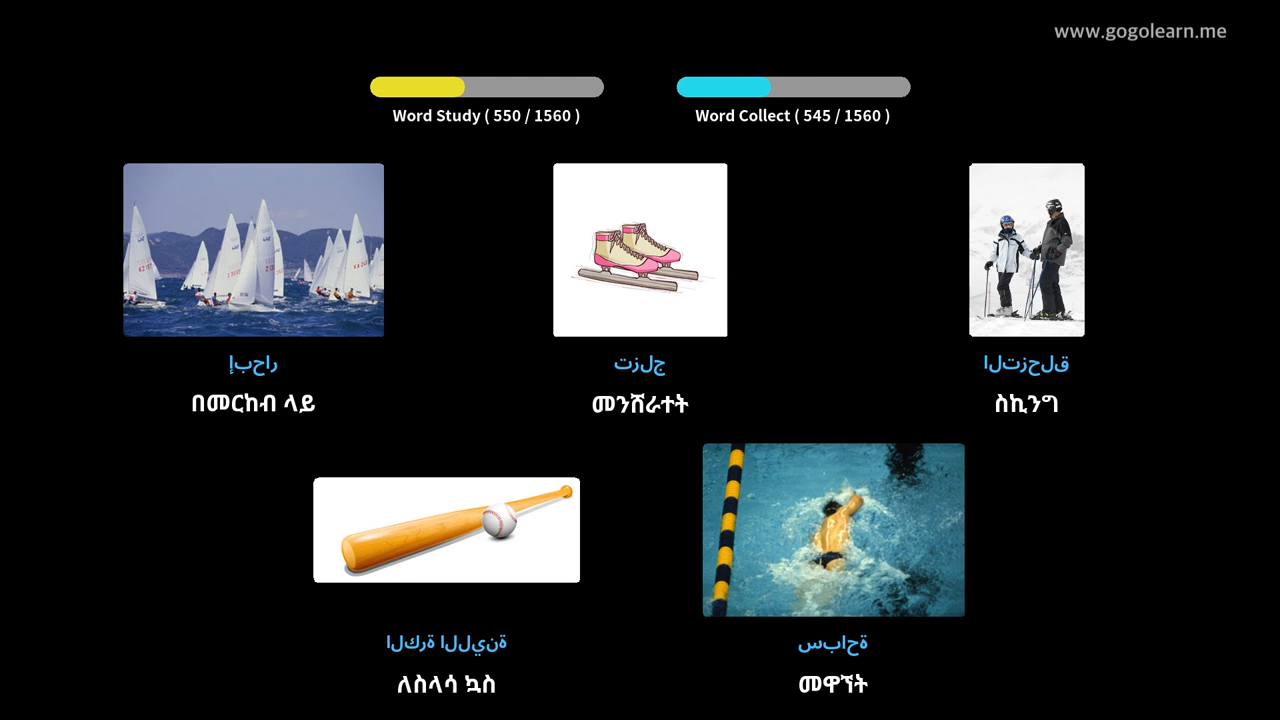 www.gogolearn.me
Word Study ( 550 / 1560 )
Word Collect ( 545 / 1560 )
إبحار
تزلج
التزحلق
በመርከብ ላይ
መንሸራተት
ስኪንግ
الكرة اللينة
سباحة
ለስላሳ ኳስ
መዋኘት